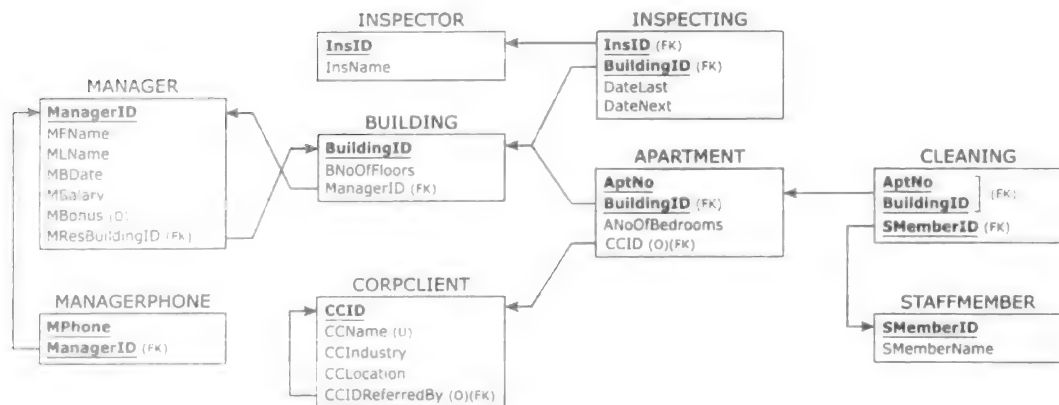 INSPECTOR
InsID
InsName
INSPECTING
InsID (FK)
BuildingID (FK)
DateLast
DateNext
MANAGER
ManagerID
MFName
MLName
MBDate
MSalary
MBonus (O)
MResBuildingID (FK)
BUILDING
BuildingID
BNoOfFloors
ManagerID (FK)
APARTMENT
AptNo
BuildingID (FK)
ANoOfBedrooms
CCID (O)(FK)
CLEANING
AptNo
BuildingID
(FK)
SMemberID (FK)
MANAGERPHONE
MPhone
ManagerID (FK)
CORPCLIENT
CCID
CCName (U)
CCIndustry
CCLocation
CCIDReferredBy (O)(FK)
STAFFMEMBER
SMemberID
SMemberName